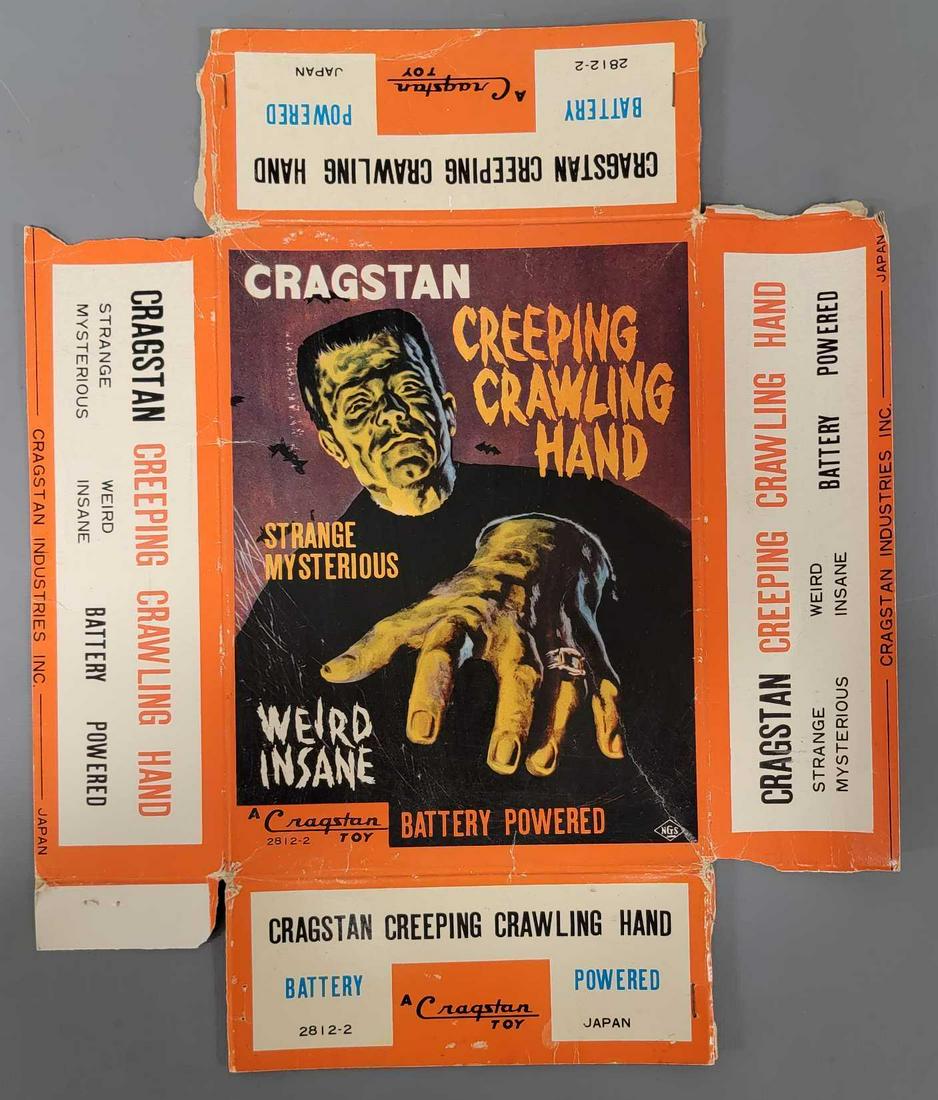 CRAGSTAN CREEPING CRAWLING HAND
BATTERY
POWERED
2812-2
A Cragstan
TOY
JAPAN
CRAGSTAN INDUSTRIES INC.
JAPAN
STRANGE
MYSTERIOUS
WEIRD
INSANE
BATTERY POWERED
CRAGSTAN CREEPING CRAWLING HAND
CRAGSTAN
CREEPING
CRAWLING
HAND
STRANGE
MYSTERIOUS
WEIRD
INSANE
A Cragstan
TOY
2812-2
BATTERY POWERED
NGS
CRAGSTAN CREEPING CRAWLING HAND
STRANGE
MYSTERIOUS
WEIRD
INSANE
BATTERY POWERED
CRAGSTAN INDUSTRIES INC.
JAPAN
CRAGSTAN CREEPING CRAWLING HAND
BATTERY
POWERED
A Cragstan
TOY
2812-2
JAPAN